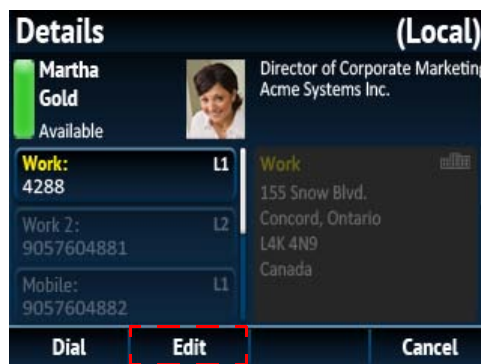 Details (Local)
Martha
Gold
Available
Director of Corporate Marketing
Acme Systems Inc.
Work: L1
4288
Work 2: L2
9057604881
Mobile: L1
9057604882
Work
155 Snow Blvd.
Concord, Ontario
L4K 4N9
Canada
Dial Edit Cancel